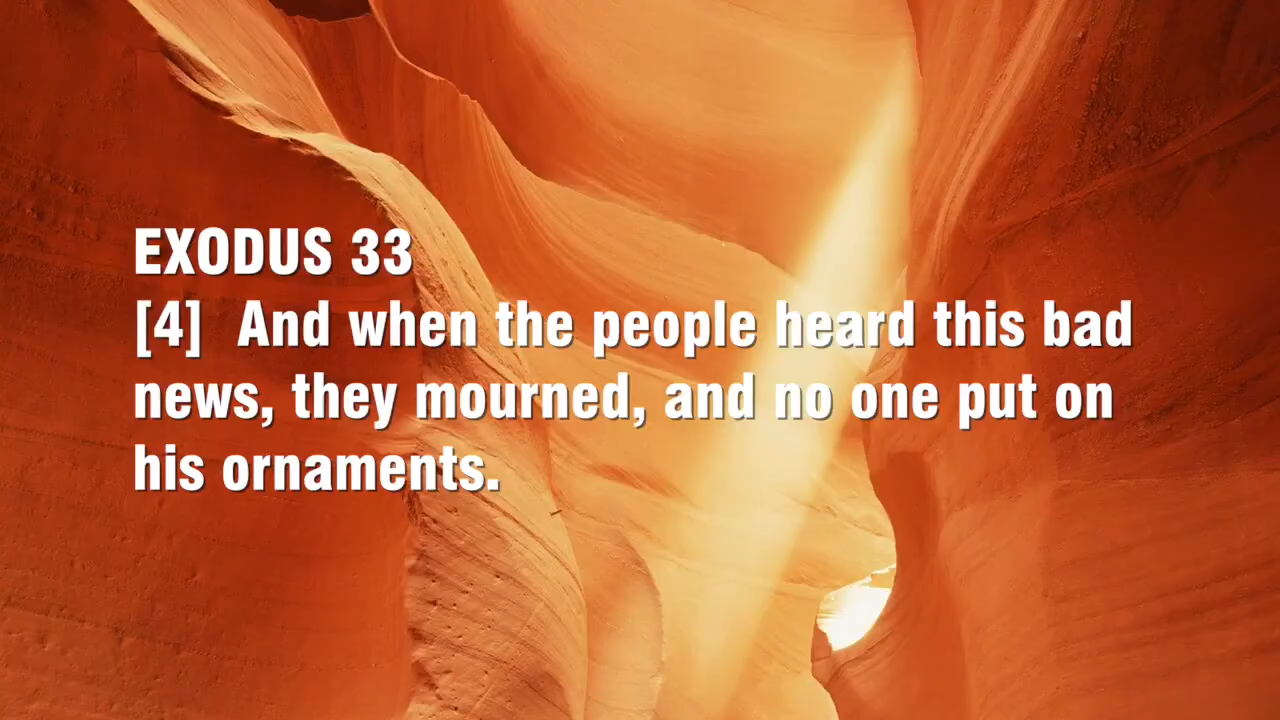 EXODUS 33
[4] And when the people heard this bad
news, they mourned, and no one put on
his ornaments.